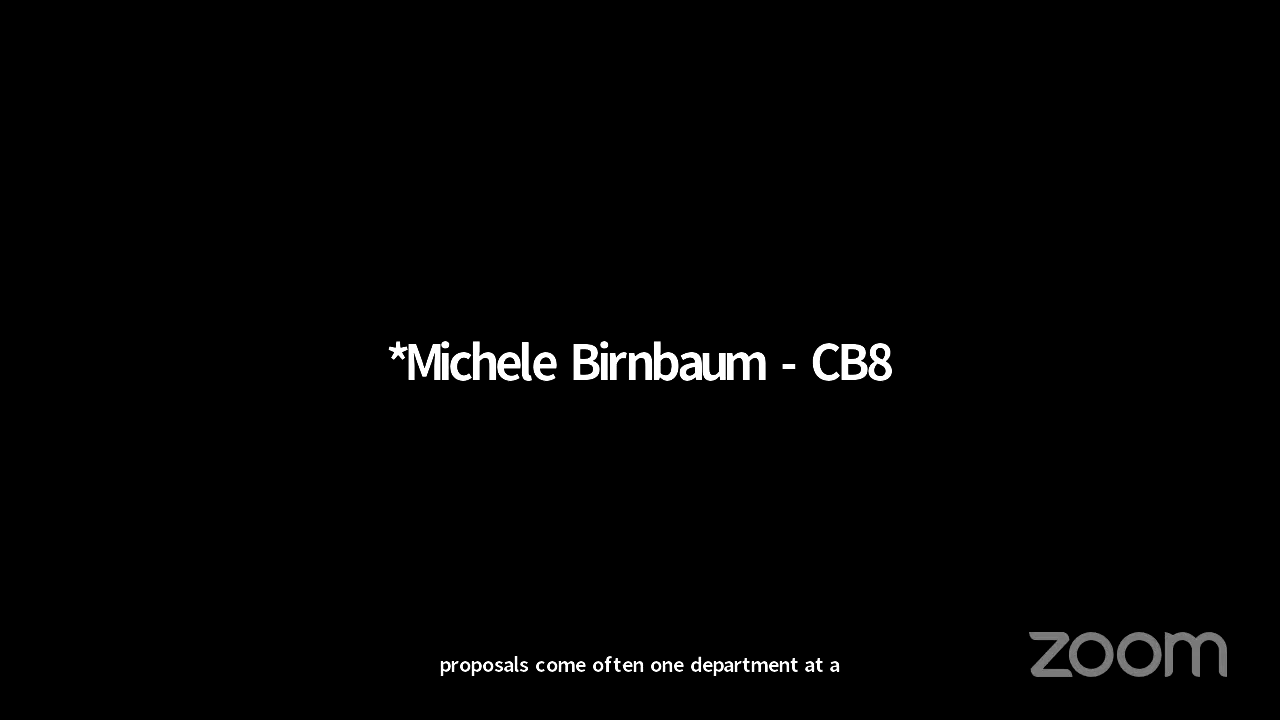 *Michele Birnbaum - CB8
proposals come often one department at a
zoom